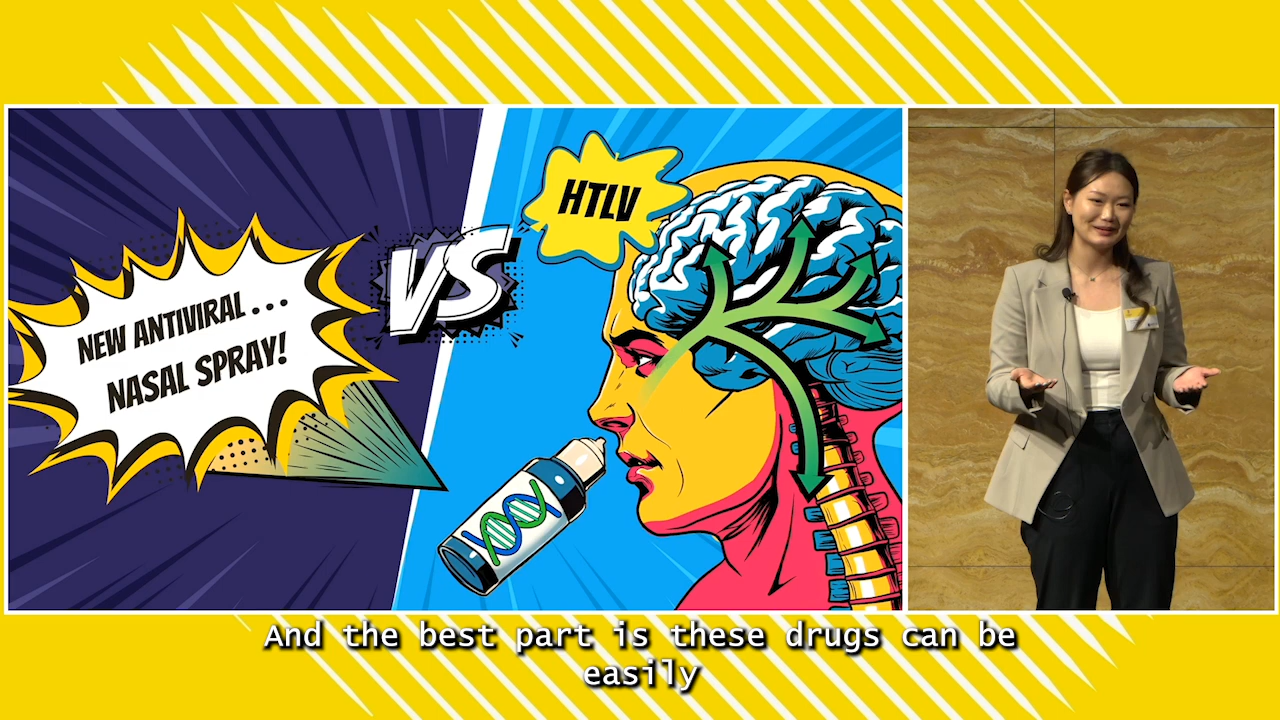 NEW ANTIVIRAL...
NASAL SPRAY!
VS
HTLV
And the best part is these drugs can be
easily